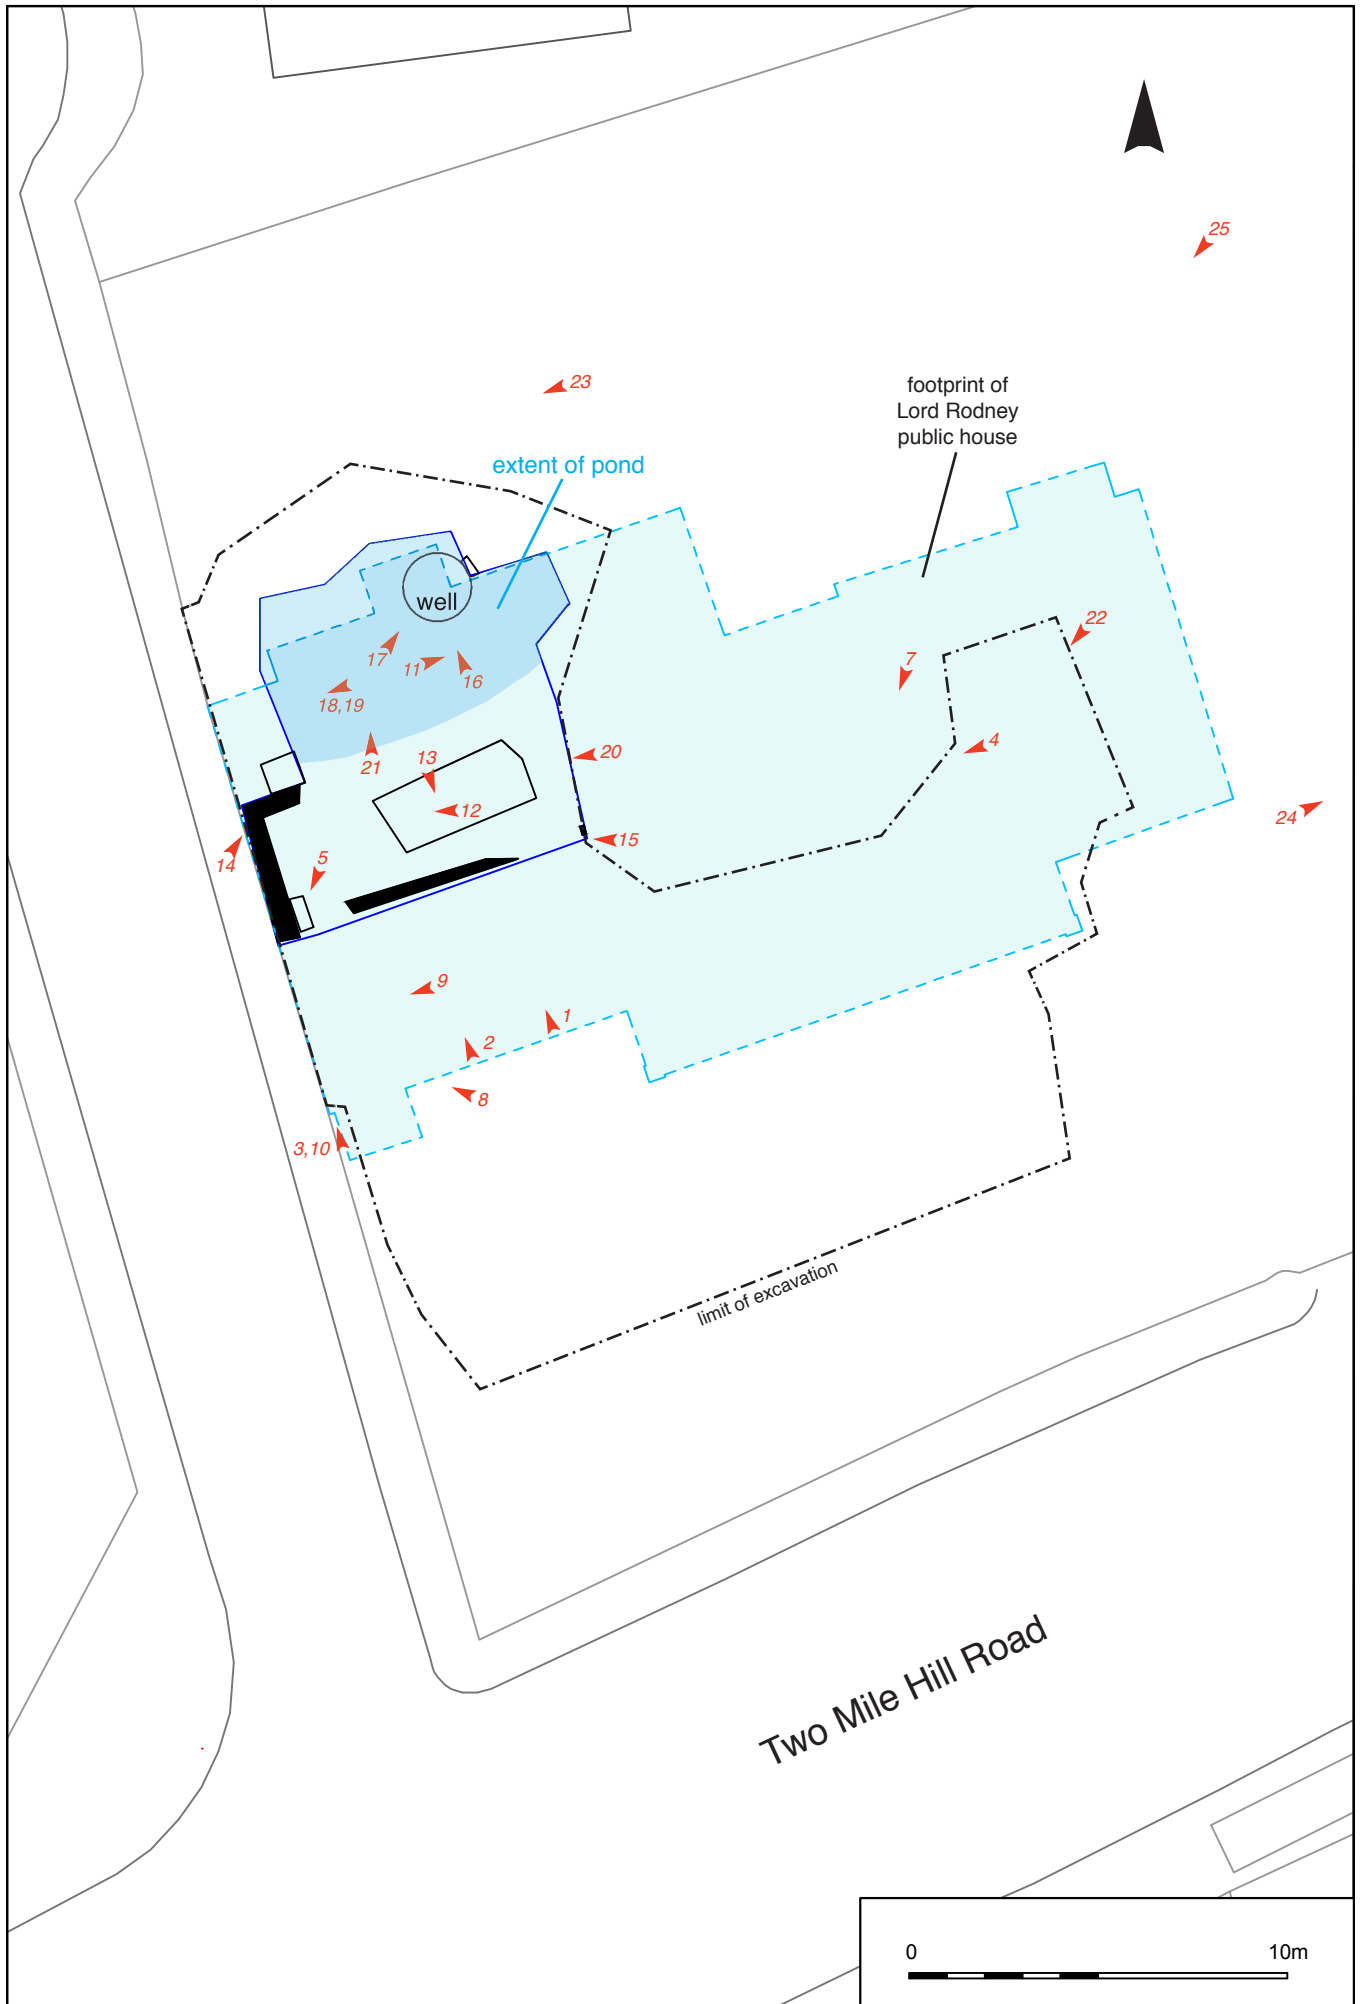 25
23
footprint of
Lord Rodney
public house
extent of pond
well
22
17
11
16
7
18,19
4
20
21
13
12
24
15
14
5
9
1
2
8
3,10
limit of excavation
Two Mile Hill Road
0 10m